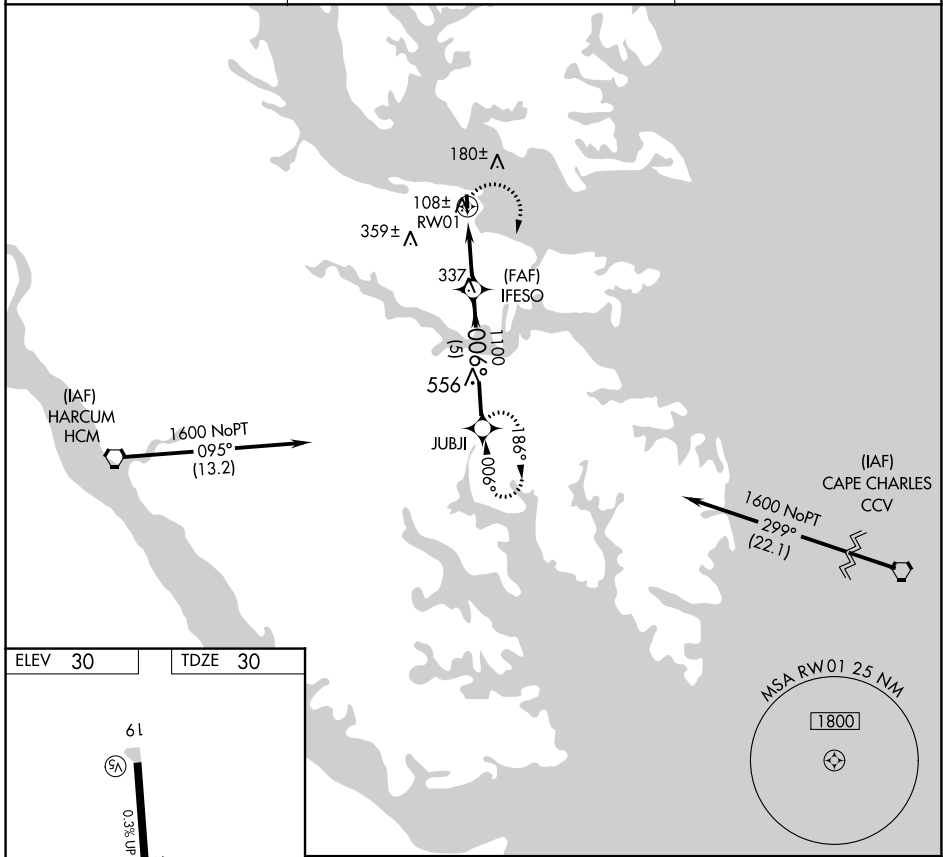 180±
108±
RW01
359±
337
(FAF)
IFESO
1100
006°
(5)
556
(IAF)
HARCUM
HCM
1600 NoPT
095°
(13.2)
JUBJI
186°
006°
(IAF)
CAPE CHARLES
CCV
1600 NoPT
299°
(22.1)
ELEV 30
TDZE 30
MSA RW01 25 NM
1800
19
V5
0.3% UP